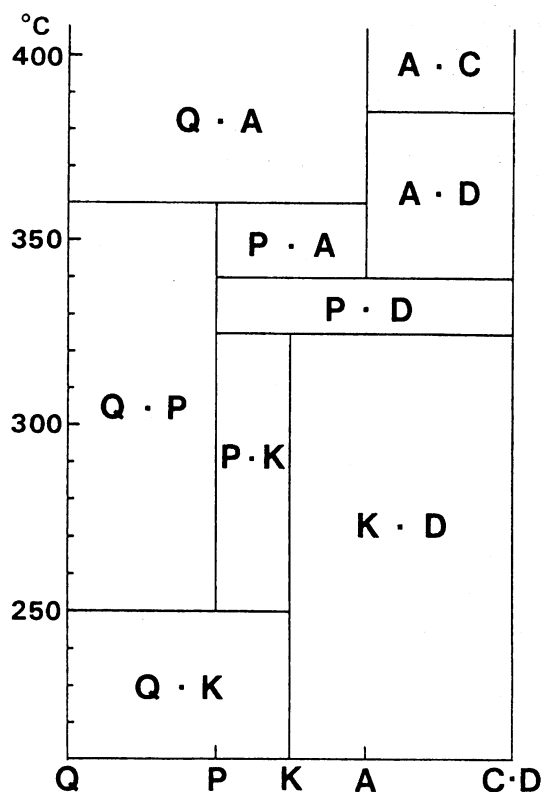 °C
400
A · C
Q · A
A · D
350
P · A
P · D
300
Q · P
P · K
K · D
250
Q · K
Q P K A C·D